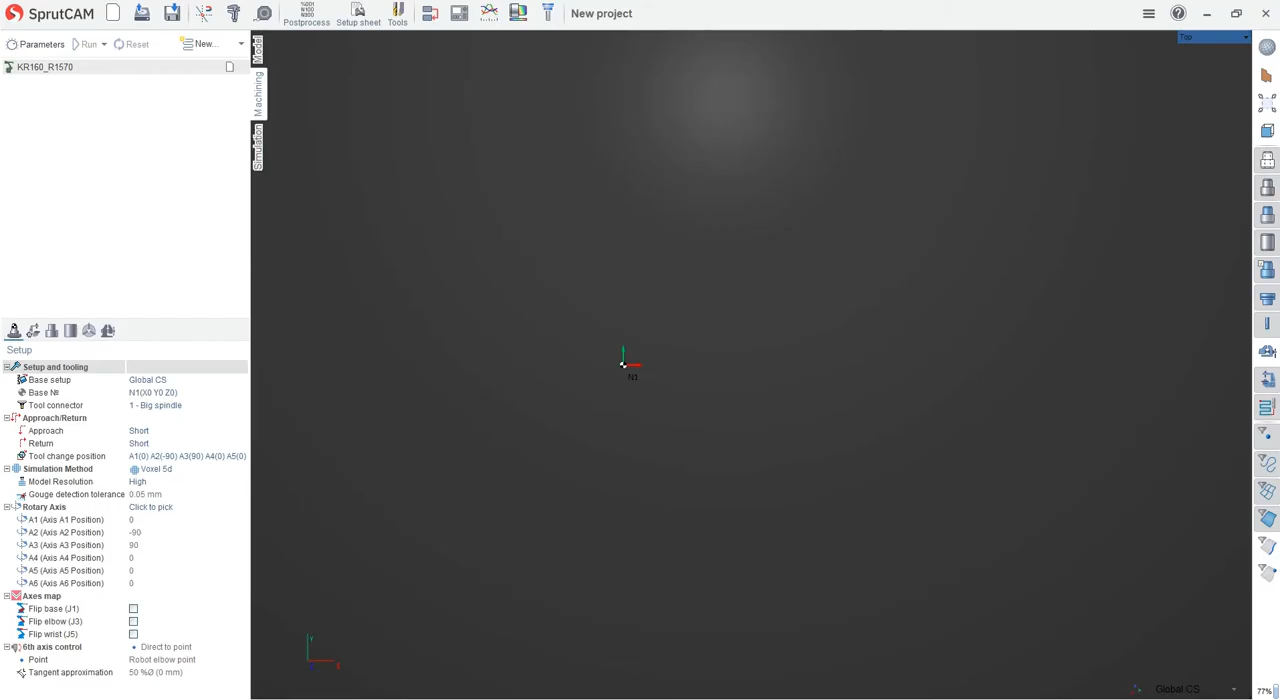 SprutCAM
%001
N100
N300
Postprocess
Setup sheet
Tools
New project
Parameters
Run
Reset
New...
KR160_R1570
Model
Machining
Simulation
Top
N1
Y
X
Setup
Setup and tooling
Base setup Global CS
Base № N1(X0 Y0 Z0)
Tool connector 1 - Big spindle
Approach/Return
Approach Short
Return Short
Tool change position A1(0) A2(-90) A3(90) A4(0) A5(0)
Simulation Method Voxel 5d
Model Resolution High
Gouge detection tolerance 0.05 mm
Rotary Axis Click to pick
A1 (Axis A1 Position) 0
A2 (Axis A2 Position) -90
A3 (Axis A3 Position) 90
A4 (Axis A4 Position) 0
A5 (Axis A5 Position) 0
A6 (Axis A6 Position) 0
Axes map
Flip base (J1)
Flip elbow (J3)
Flip wrist (J5)
6th axis control Direct to point
Point Robot elbow point
Tangent approximation 50 %Ø (0 mm)
Global CS
77%